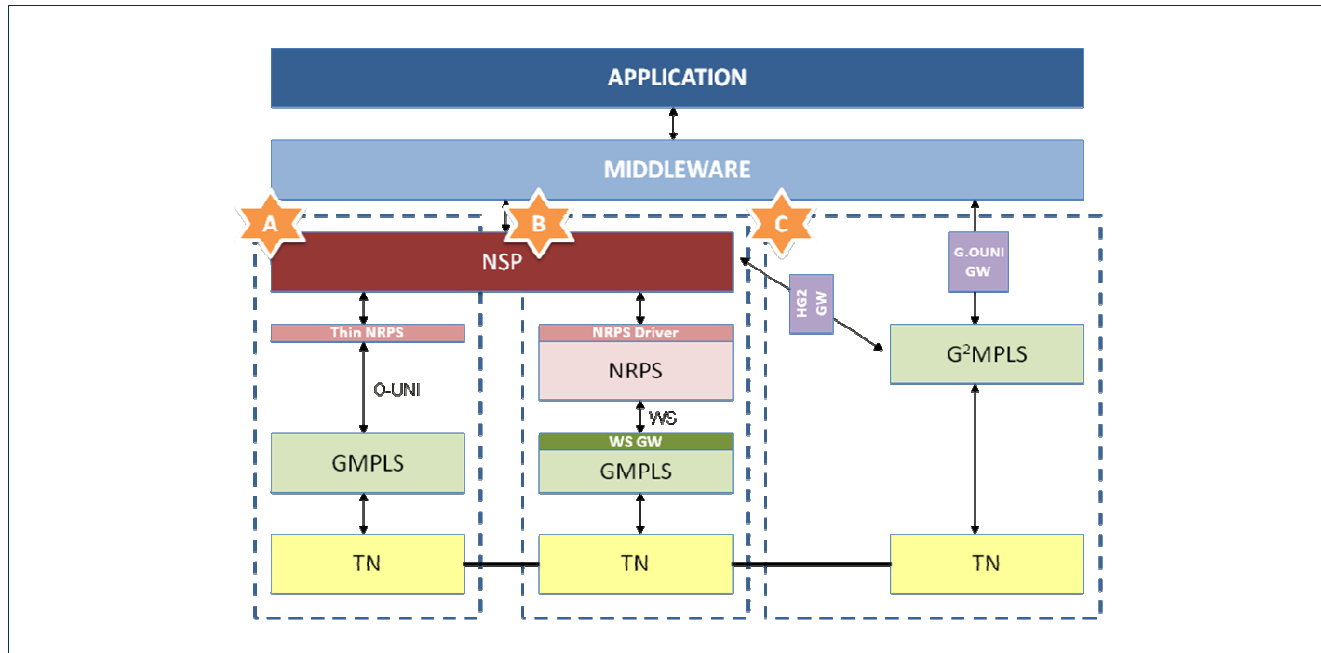 APPLICATION
MIDDLEWARE
A
B
C
NSP
G.OUNI
GW
HG2
GW
Thin NRPS
NRPS Driver
NRPS
G²MPLS
O-UNI
WS
WS GW
GMPLS
GMPLS
TN
TN
TN